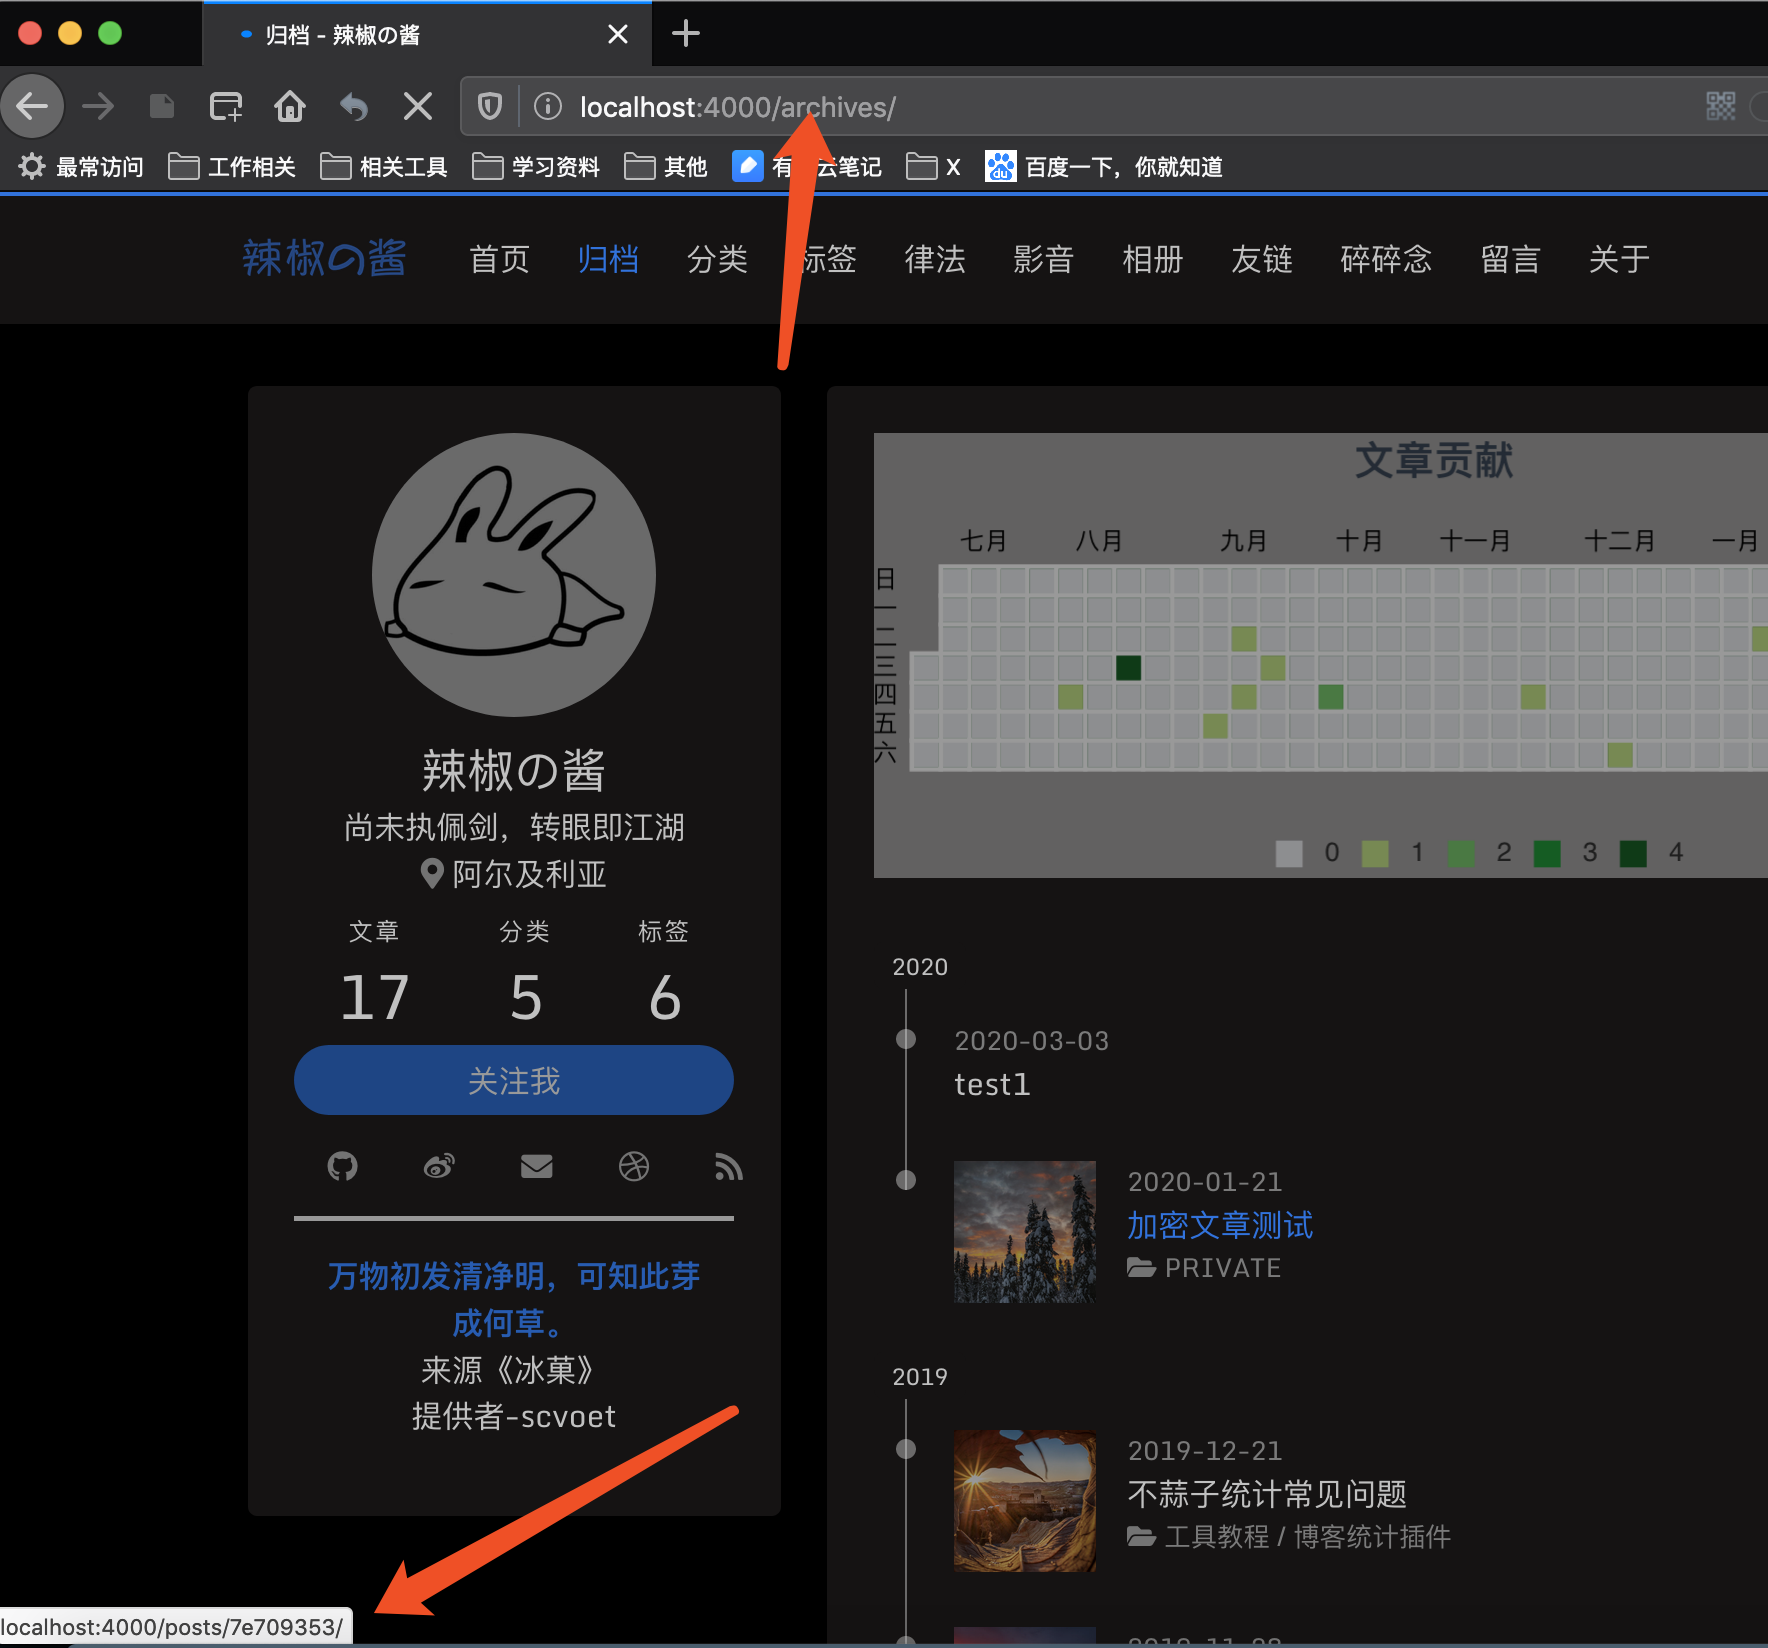 归档 - 辣椒の酱
localhost:4000/archives/
最常访问 工作相关 相关工具 学习资料 其他 有 云笔记 X 百度一下，你就知道
辣椒の酱 首页 归档 分类 标签 律法 影音 相册 友链 碎碎念 留言 关于
辣椒の酱
尚未执佩剑，转眼即江湖
阿尔及利亚
文章 分类 标签
17 5 6
关注我
万物初发清净明，可知此芽
成何草。
来源《冰菓》
提供者-scvoet
文章贡献
七月 八月 九月 十月 十一月 十二月 一月
日
一
二
三
四
五
六
0 1 2 3 4
2020
2020-03-03
test1
2020-01-21
加密文章测试
PRIVATE
2019
2019-12-21
不蒜子统计常见问题
工具教程 / 博客统计插件
localhost:4000/posts/7e709353/